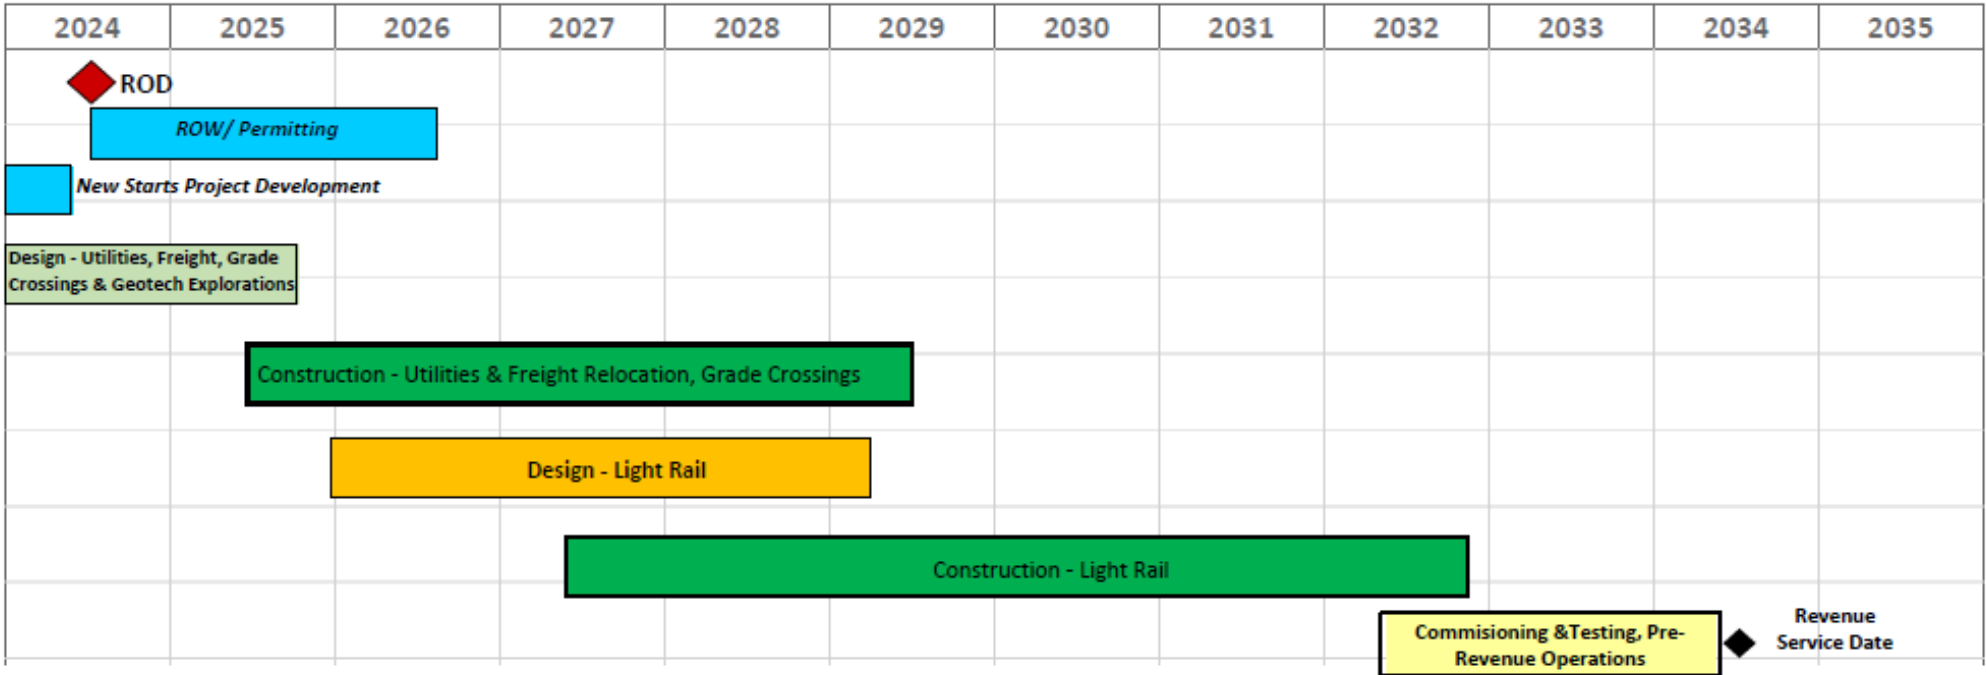 2024 2025 2026 2027 2028 2029 2030 2031 2032 2033 2034 2035
ROD
ROW/ Permitting
New Starts Project Development
Design - Utilities, Freight, Grade
Crossings & Geotech Explorations
Construction - Utilities & Freight Relocation, Grade Crossings
Design - Light Rail
Construction - Light Rail
Commisioning &Testing, Pre-
Revenue Operations
Revenue
Service Date